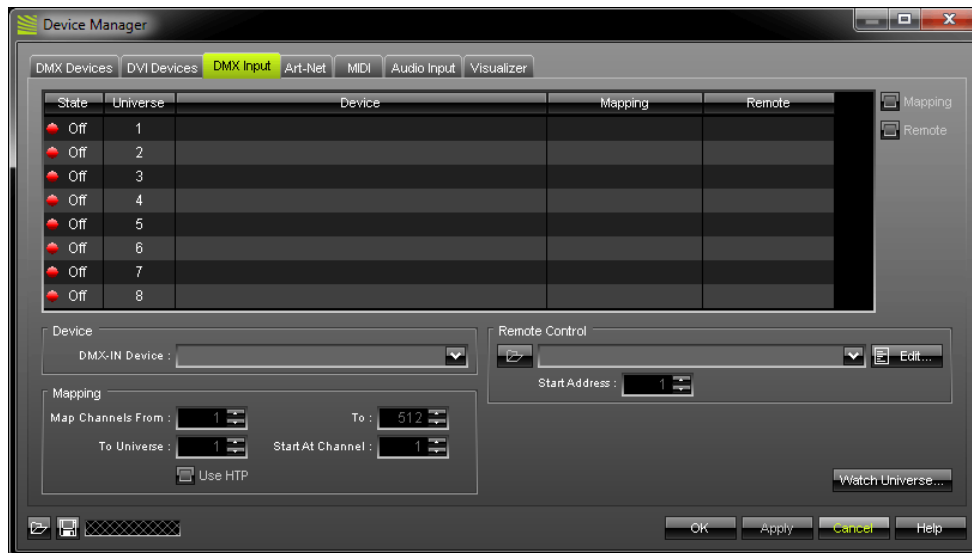 Device Manager
DMX Devices DVI Devices DMX Input Art-Net MIDI Audio Input Visualizer
State Universe Device Mapping Remote
Off 1
Off 2
Off 3
Off 4
Off 5
Off 6
Off 7
Off 8
Mapping
Remote
Device
DMX-IN Device :
Remote Control
Edit...
Start Address : 1
Mapping
Map Channels From : 1 To : 512
To Universe : 1 Start At Channel : 1
Use HTP
Watch Universe...
OK Apply Cancel Help